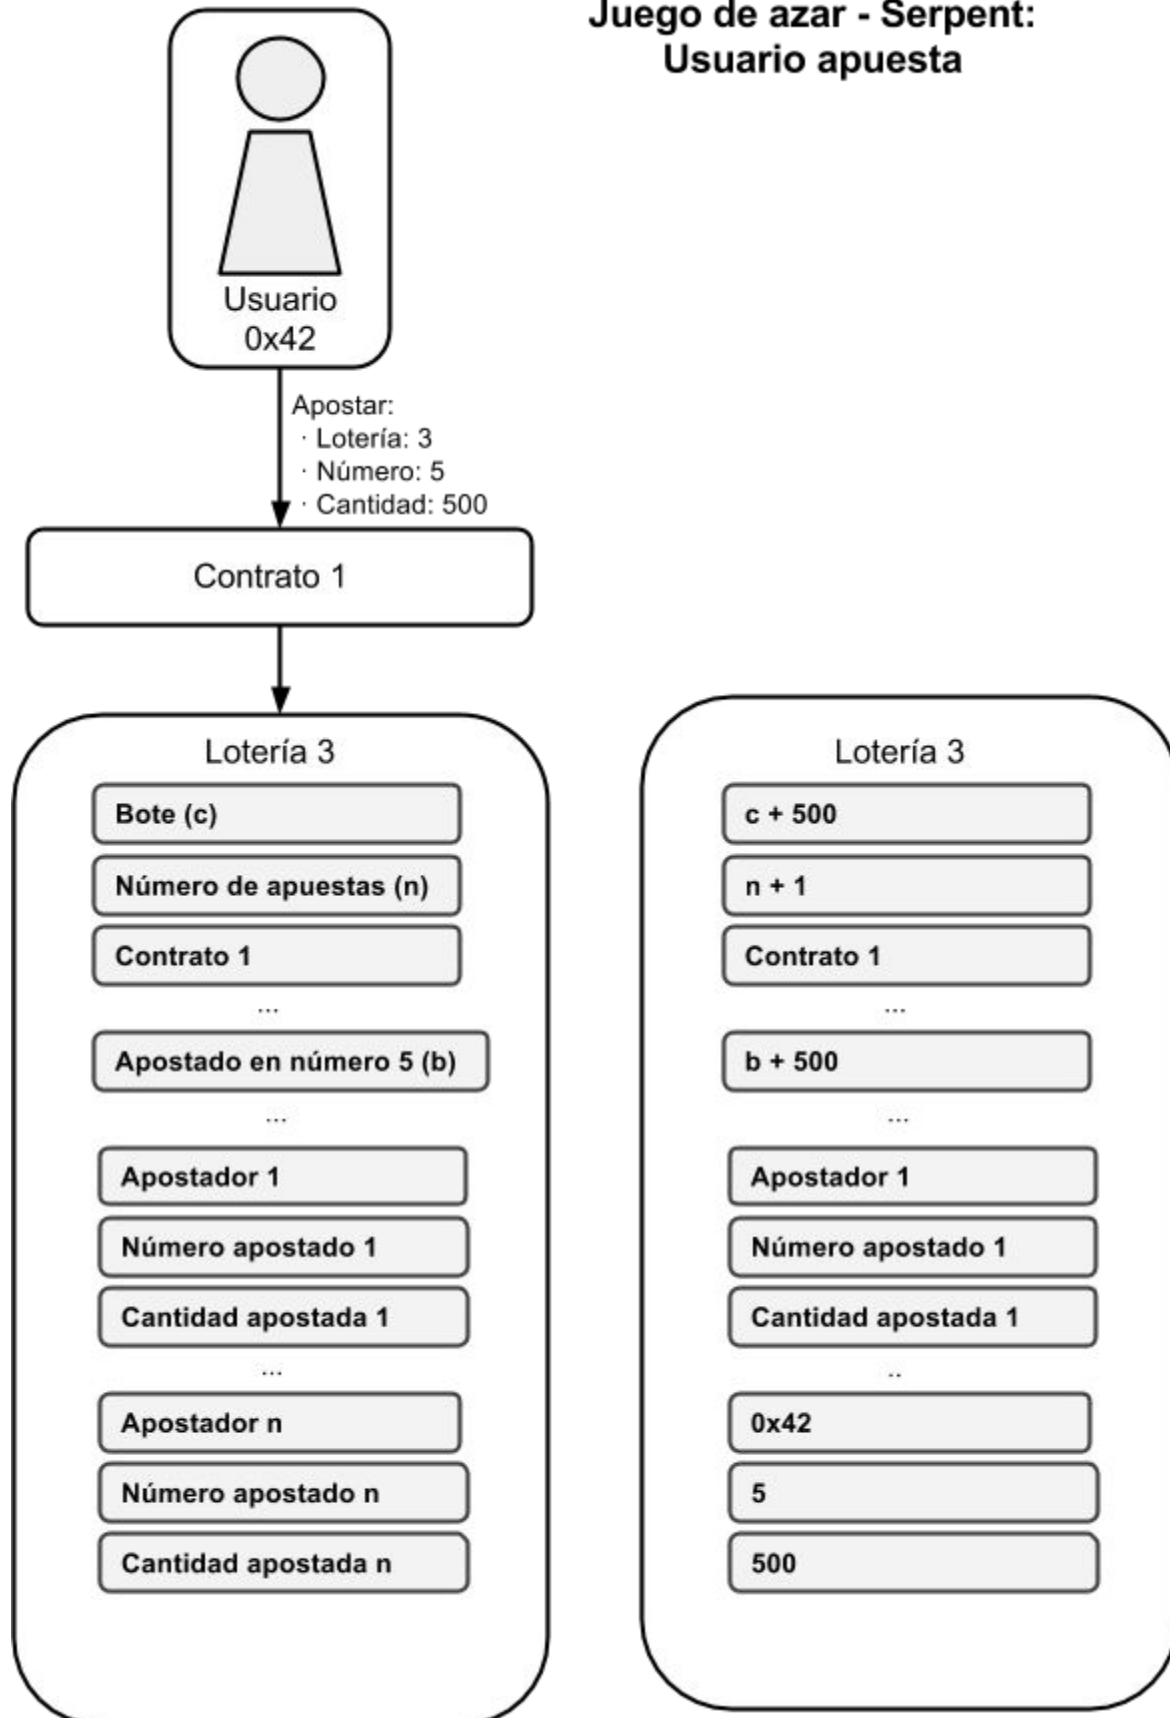 Juego de azar - Serpent:
Usuario apuesta
Usuario
0x42
Apostar:
· Lotería: 3
· Número: 5
· Cantidad: 500
Contrato 1
Lotería 3
Bote (c)
Número de apuestas (n)
Contrato 1
...
Apostado en número 5 (b)
...
Apostador 1
Número apostado 1
Cantidad apostada 1
...
Apostador n
Número apostado n
Cantidad apostada n
Lotería 3
c + 500
n + 1
Contrato 1
...
b + 500
...
Apostador 1
Número apostado 1
Cantidad apostada 1
..
0x42
5
500